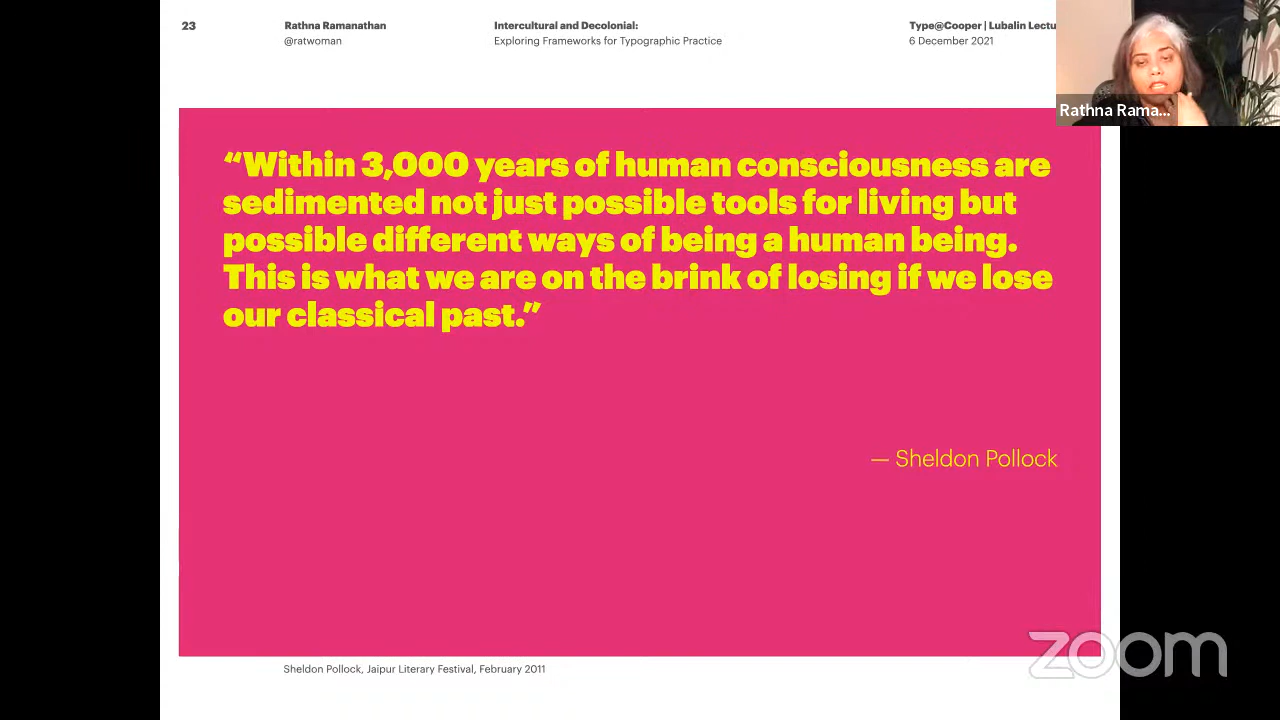 23
Rathna Ramanathan
@ratwoman
Intercultural and Decolonial:
Exploring Frameworks for Typographic Practice
Type@Cooper | Lubalin Lectu
6 December 2021
Rathna Rama...
“Within 3,000 years of human consciousness are
sedimented not just possible tools for living but
possible different ways of being a human being.
This is what we are on the brink of losing if we lose
our classical past.”
— Sheldon Pollock
Sheldon Pollock, Jaipur Literary Festival, February 2011
zoom